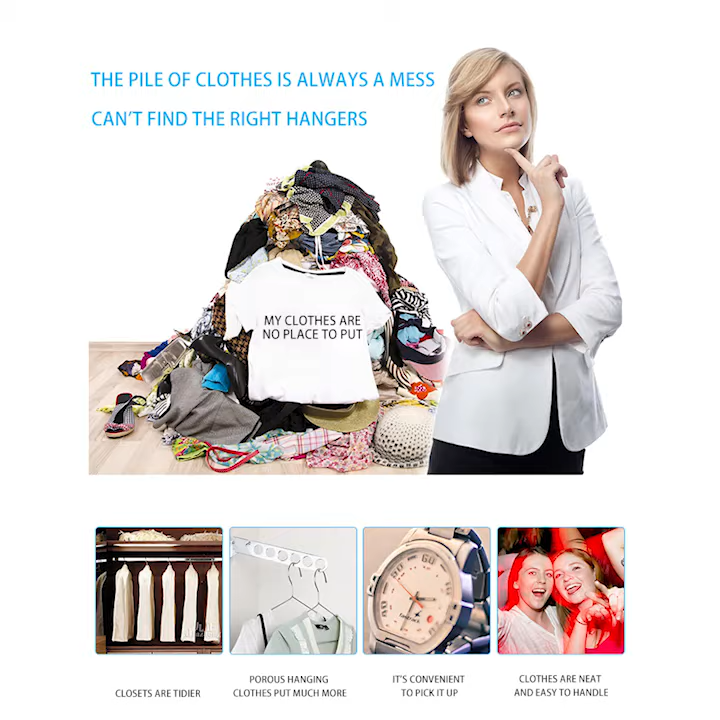 THE PILE OF CLOTHES IS ALWAYS A MESS
CAN'T FIND THE RIGHT HANGERS
MY CLOTHES ARE
NO PLACE TO PUT
GO
CLOSETS ARE TIDIER
POROUS HANGING
CLOTHES PUT MUCH MORE
IT'S CONVENIENT
TO PICK IT UP
CLOTHES ARE NEAT
AND EASY TO HANDLE